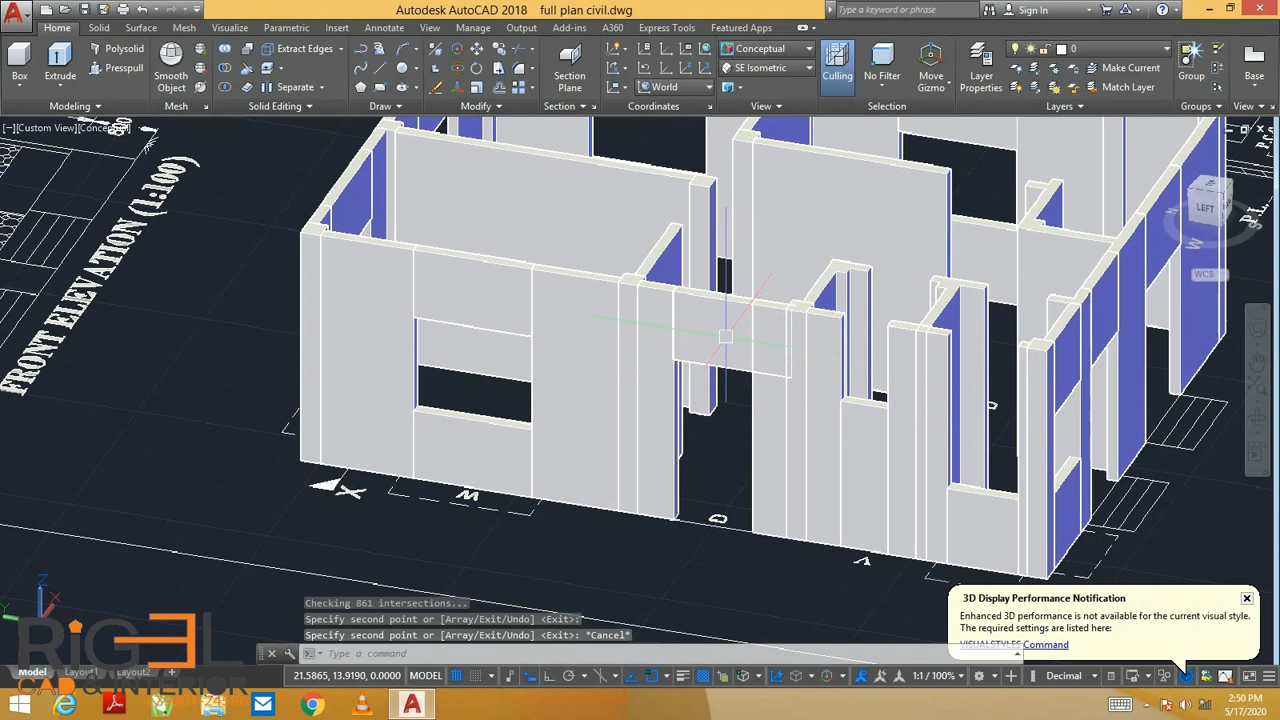 Autodesk AutoCAD 2018 full plan civil.dwg
Type a keyword or phrase
Sign In
Home Solid Surface Mesh Visualize Parametric Insert Annotate View Manage Output Add-ins A360 Express Tools Featured Apps
Box
Extrude
Polysolid
Presspull
Smooth Object
Extract Edges
Separate
Section Plane
World
Conceptual
SE Isometric
Culling
No Filter
Move Gizmo
Layer Properties
0
Make Current
Match Layer
Group
Base
Modeling Mesh Solid Editing Draw Modify Section Coordinates View Selection Layers Groups View
[−][Custom View][Conceptual]
FRONT ELEVATION (1:100)
LEFT
W
S
WCS
X
W
D
V
D
Z
X
Y
Checking 861 intersections...
Specify second point or [Array/Exit/Undo] <Exit>:
Specify second point or [Array/Exit/Undo] <Exit>: *Cancel*
Type a command
3D Display Performance Notification
Enhanced 3D performance is not available for the current visual style.
The required settings are listed here:
VISUALSTYLES Command
RIGEL
CAD & INTERIOR
Model Layout1 Layout2 +
21.5865, 13.9190, 0.0000 MODEL
1:1 / 100%
Decimal
2:50 PM
5/17/2020